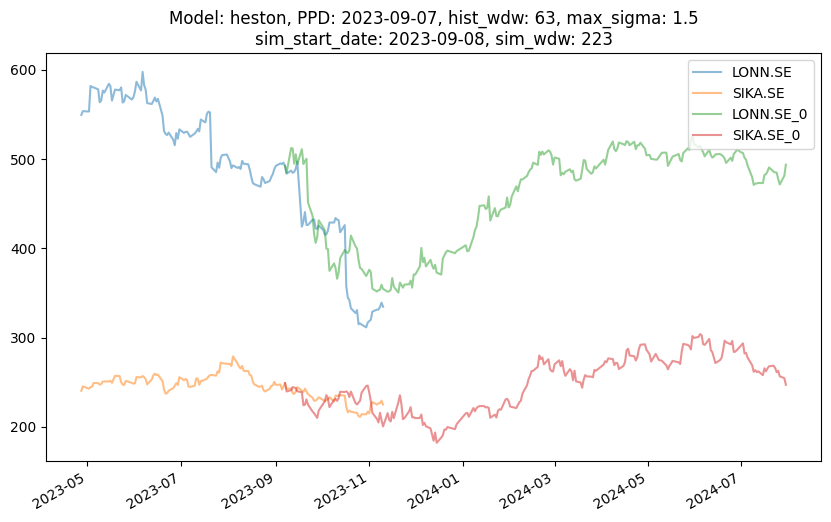 Model: heston, PPD: 2023-09-07, hist_wdw: 63, max_sigma: 1.5
sim_start_date: 2023-09-08, sim_wdw: 223
LONN.SE
SIKA.SE
LONN.SE_0
SIKA.SE_0
600
500
400
300
200
2023-05
2023-07
2023-09
2023-11
2024-01
2024-03
2024-05
2024-07